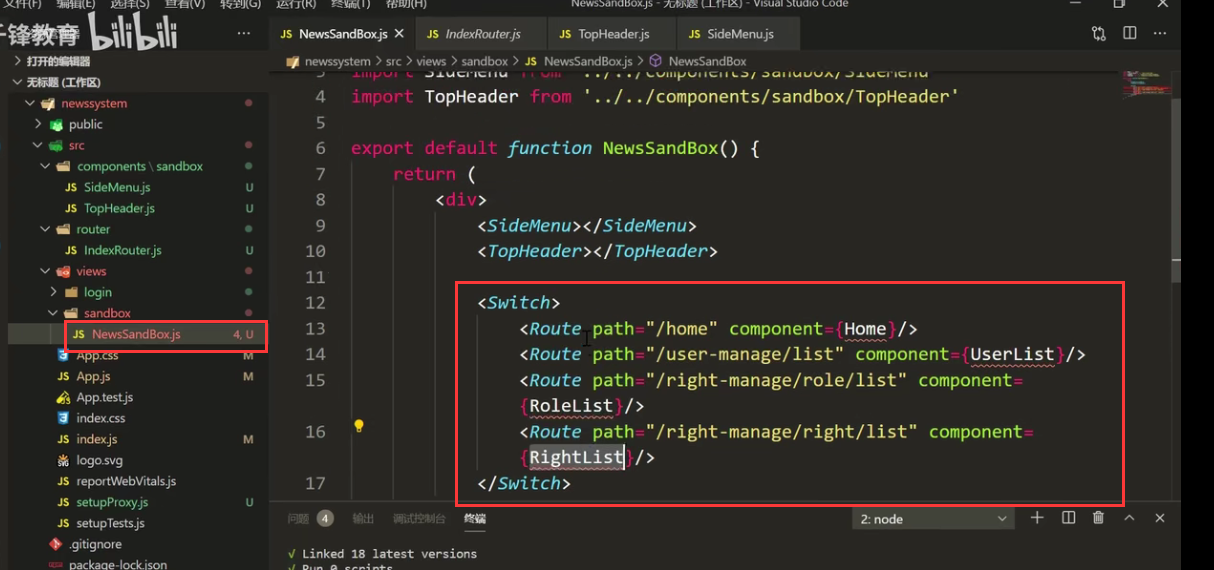 文件(F) 编辑(E) 选择(S) 查看(V) 转到(G) 运行(R) 终端(T) 帮助(H) NewsSandBox.js - 无标题 (工作区) - Visual Studio Code
千锋教育 bilibili
NewsSandBox.js IndexRouter.js TopHeader.js SideMenu.js
打开的编辑器
newssystem > src > views > sandbox > JS NewsSandBox.js > NewsSandBox
无标题 (工作区)
newssystem
public
src
components \ sandbox
JS SideMenu.js U
JS TopHeader.js U
router
JS IndexRouter.js U
views
login
sandbox
JS NewsSandBox.js 4, U
App.css M
JS App.js M
App.test.js
index.css
JS index.js M
logo.svg
JS reportWebVitals.js
JS setupProxy.js U
JS setupTests.js
.gitignore
package-lock.json
3 import SideMenu from '../../components/sandbox/SideMenu'
4 import TopHeader from '../../components/sandbox/TopHeader'
5
6 export default function NewsSandBox() {
7 return (
8 <div>
9 <SideMenu></SideMenu>
10 <TopHeader></TopHeader>
11
12 <Switch>
13 <Route path="/home" component={Home}/>
14 <Route path="/user-manage/list" component={UserList}/>
15 <Route path="/right-manage/role/list" component=
{RoleList}/>
16 <Route path="/right-manage/right/list" component=
{RightList}/>
17 </Switch>
问题 4 输出 调试控制台 终端 2: node
√ Linked 18 latest versions
√ Run 0 scripts